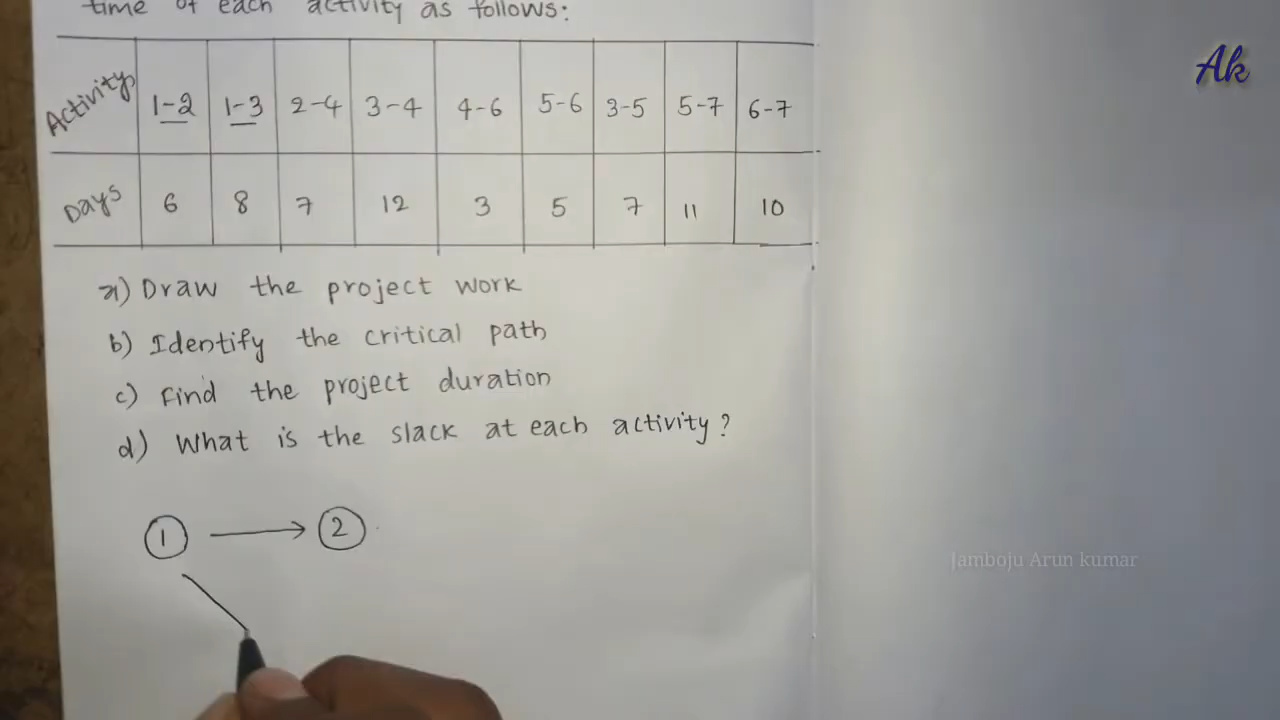 time of each activity as follows:
Ak
Activity 1-2 1-3 2-4 3-4 4-6 5-6 3-5 5-7 6-7
Days 6 8 7 12 3 5 7 11 10
a) Draw the project work
b) Identify the critical path
c) Find the project duration
d) What is the slack at each activity?
1 2
Jamboju Arun kumar